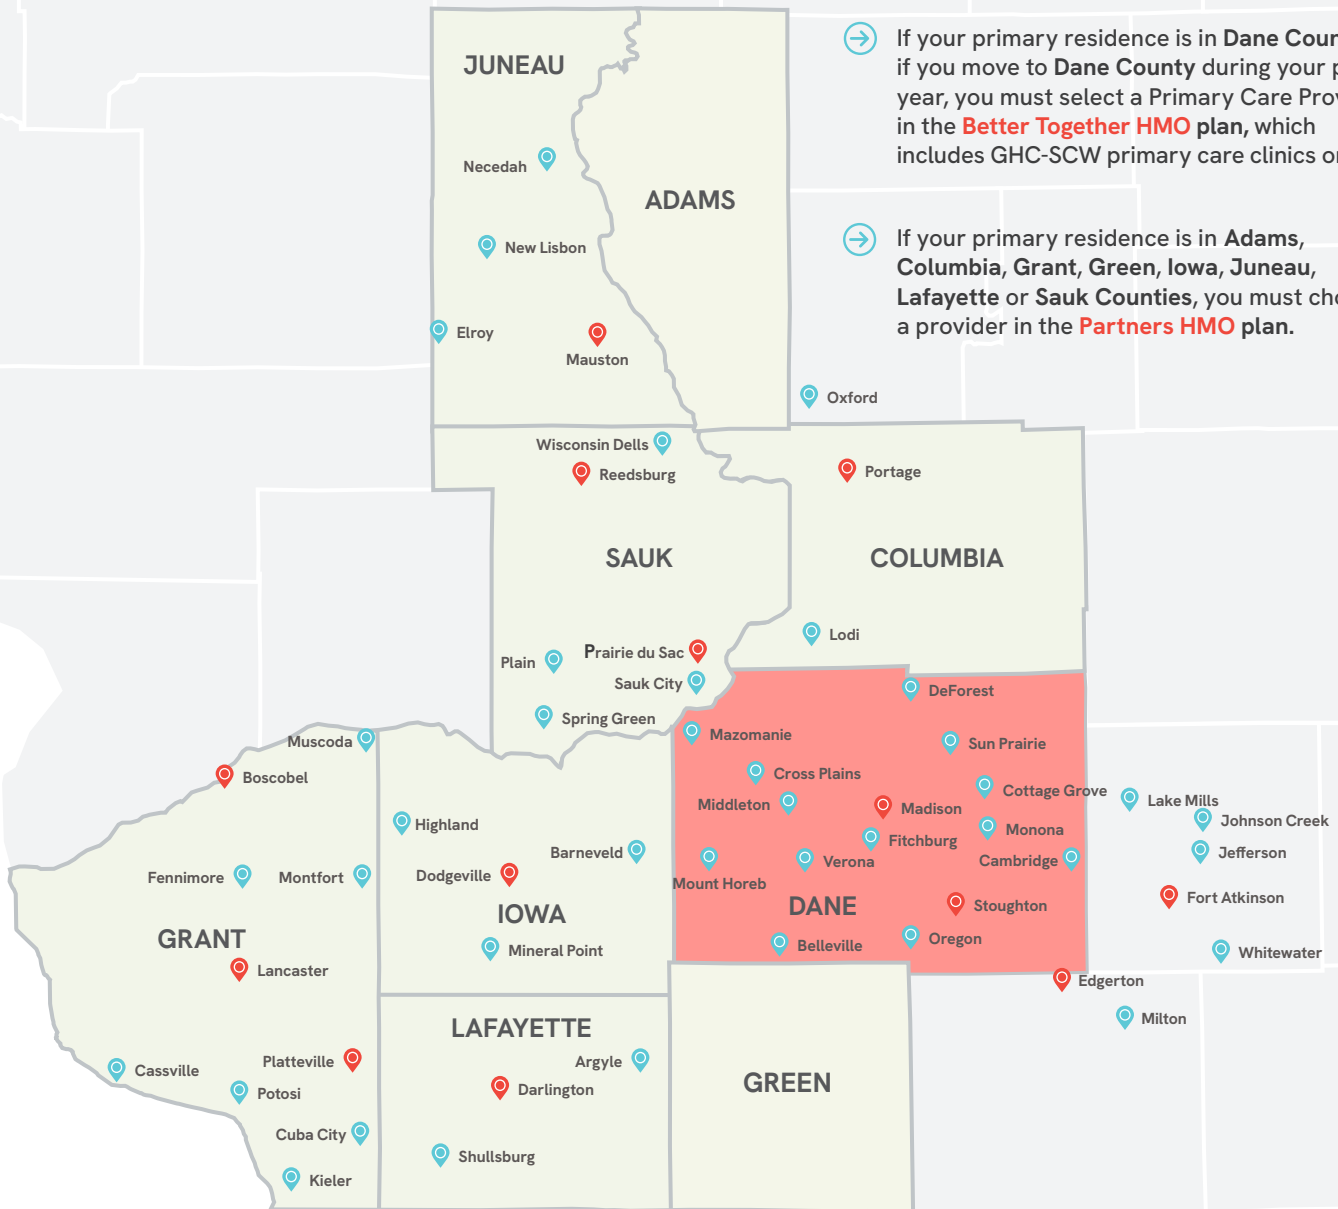 If your primary residence is in Dane
if you move to Dane County during your
year, you must select a Primary Care
in the Better Together HMO plan, which
includes GHC-SCW primary care clinics
If your primary residence is in Adams,
Columbia, Grant, Green, Iowa, Juneau,
Lafayette or Sauk Counties, you must
a provider in the Partners HMO plan.
JUNEAU
Necedah
ADAMS
New Lisbon
Elroy
Mauston
Oxford
Wisconsin Dells
Reedsburg
Portage
SAUK
COLUMBIA
Lodi
Prairie du Sac
Plain
Sauk City
Spring Green
DeForest
Muscoda
Mazomanie
Sun Prairie
Boscobel
Cross Plains
Cottage Grove
Lake Mills
Middleton
Madison
Johnson Creek
Highland
Monona
Fitchburg
Barneveld
Jefferson
Verona
Cambridge
Fennimore
Montfort
Dodgeville
Mount Horeb
Fort Atkinson
DANE
Stoughton
IOWA
GRANT
Oregon
Belleville
Mineral Point
Whitewater
Lancaster
Edgerton
Milton
LAFAYETTE
Platteville
Argyle
Cassville
GREEN
Darlington
Potosi
Cuba City
Shullsburg
Kieler